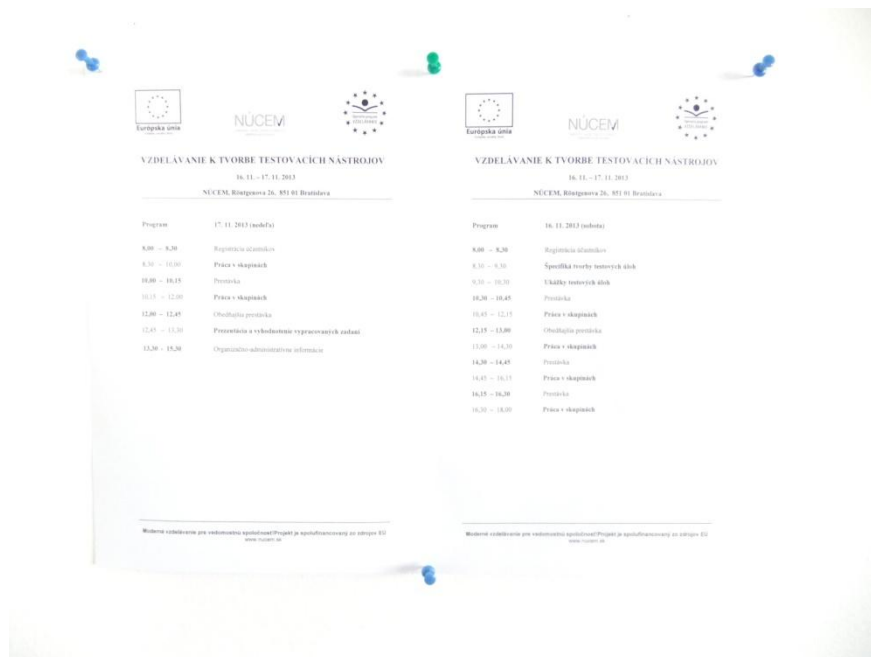 Európska únia
NÚCEM
VZDELÁVANIE K TVORBE TESTOVACÍCH NÁSTROJOV
16. 11. – 17. 11. 2013
NÚCEM, Röntgenova 26, 851 01 Bratislava
Program 17. 11. 2013 (nedeľa)
8,00 – 8,30 Registrácia účastníkov
8,30 – 10,00 Práca v skupinách
10,00 – 10,15 Prestávka
10,15 – 12,00 Práca v skupinách
12,00 – 12,45 Obedňajšia prestávka
12,45 – 13,30 Prezentácia a vyhodnotenie vypracovaných zadaní
13,30 – 15,30 Organizačno-administratívne informácie
Moderné vzdelávanie pre vedomostnú spoločnosť/Projekt je spolufinancovaný zo zdrojov EÚ
www.nucem.sk
Európska únia
NÚCEM
VZDELÁVANIE K TVORBE TESTOVACÍCH NÁSTROJOV
16. 11. – 17. 11. 2013
NÚCEM, Röntgenova 26, 851 01 Bratislava
Program 16. 11. 2013 (sobota)
8,00 – 8,30 Registrácia účastníkov
8,30 – 9,30 Špecifiká tvorby testových úloh
9,30 – 10,30 Ukážky testových úloh
10,30 – 10,45 Prestávka
10,45 – 12,15 Práca v skupinách
12,15 – 13,00 Obedňajšia prestávka
13,00 – 14,30 Práca v skupinách
14,30 – 14,45 Prestávka
14,45 – 16,15 Práca v skupinách
16,15 – 16,30 Prestávka
16,30 – 18,00 Práca v skupinách
Moderné vzdelávanie pre vedomostnú spoločnosť/Projekt je spolufinancovaný zo zdrojov EÚ
www.nucem.sk